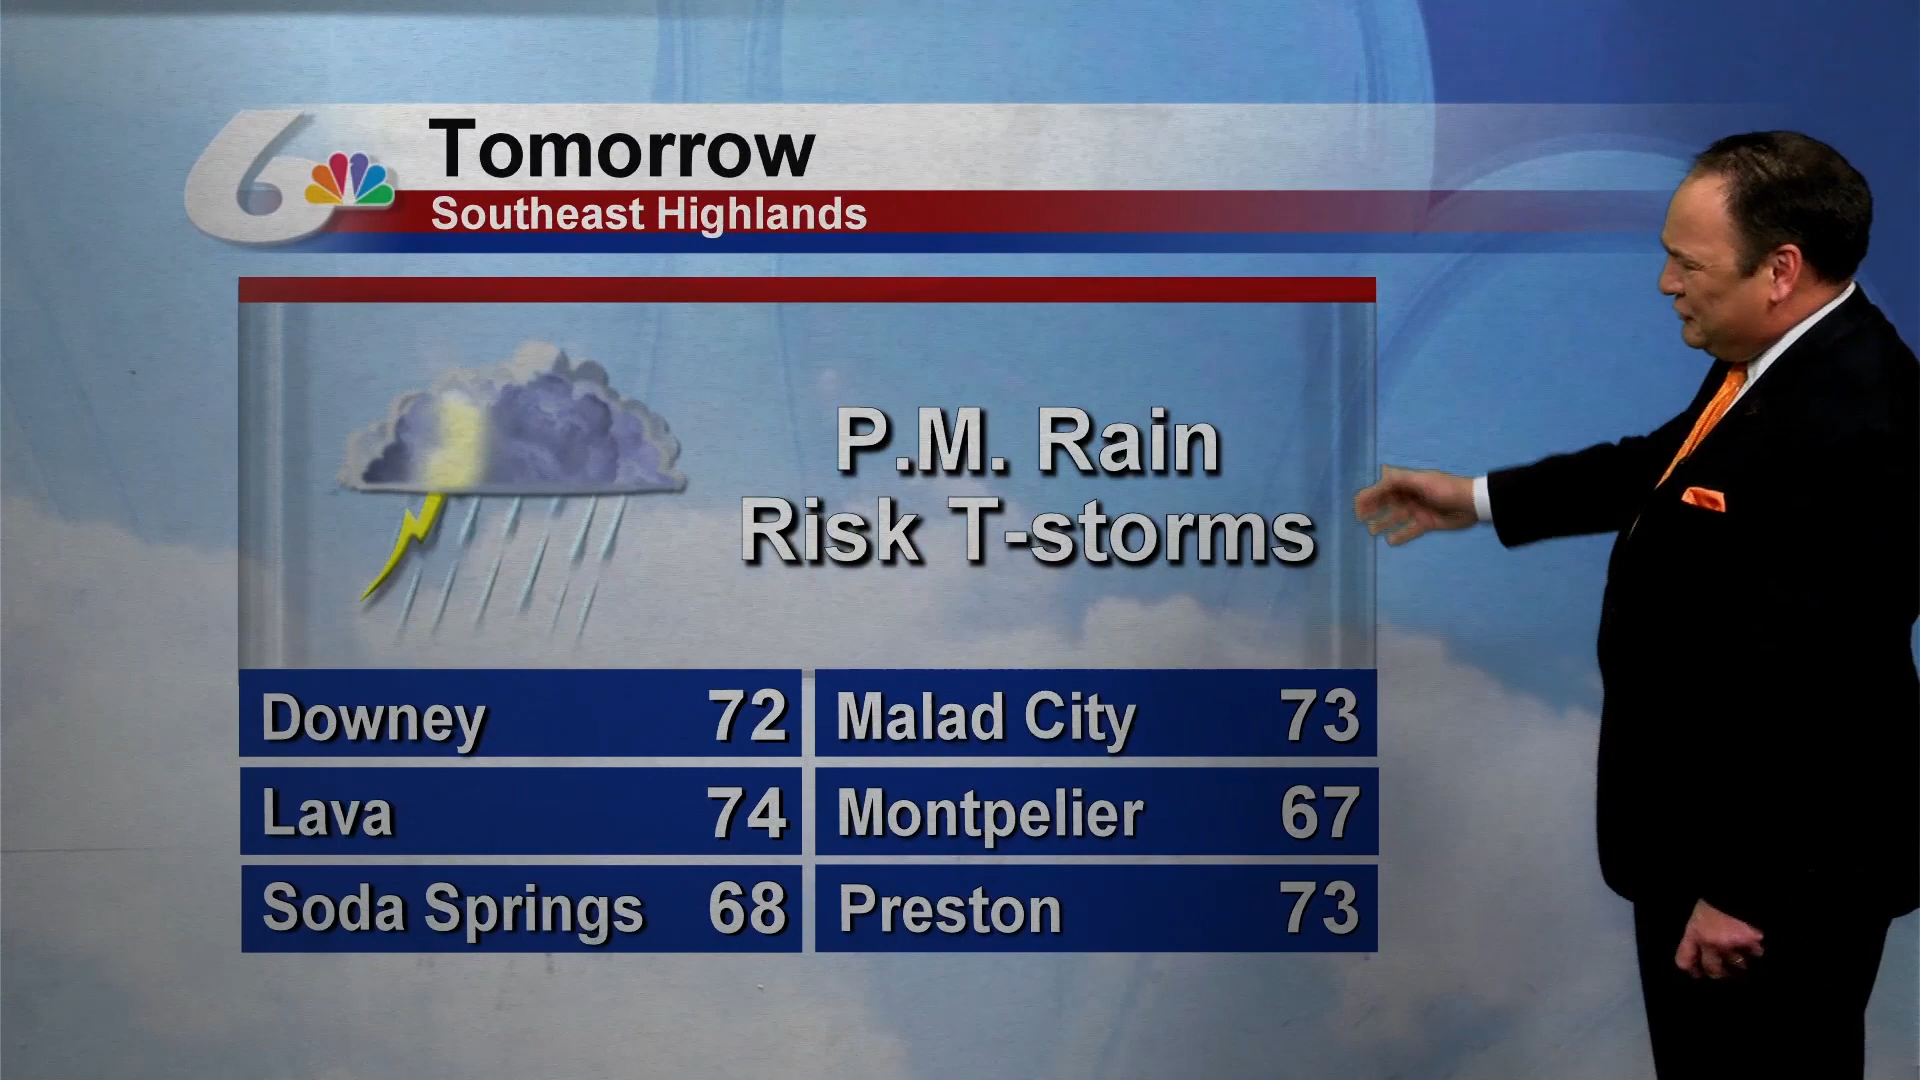 6
Tomorrow
Southeast Highlands
P.M. Rain
Risk T-storms
Downey 72 Malad City 73
Lava 74 Montpelier 67
Soda Springs 68 Preston 73